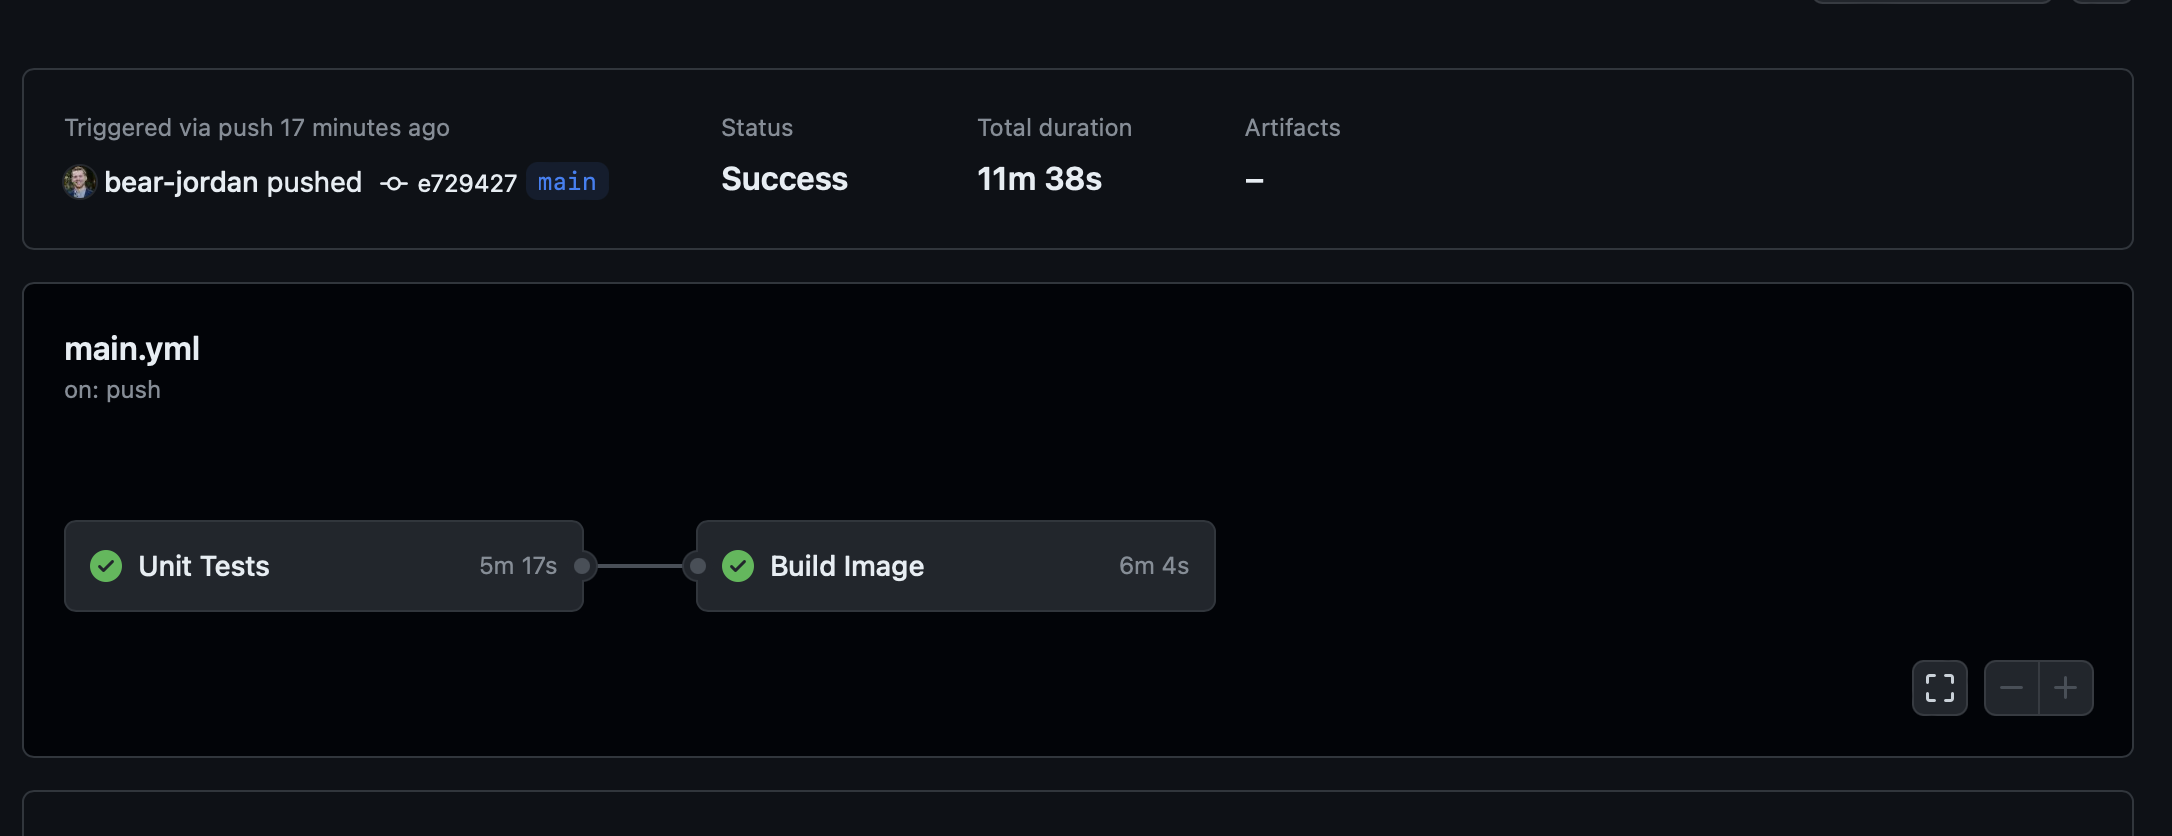 Triggered via push 17 minutes ago
bear-jordan pushed e729427 main
Status
Success
Total duration
11m 38s
Artifacts
–
main.yml
on: push
Unit Tests 5m 17s
Build Image 6m 4s